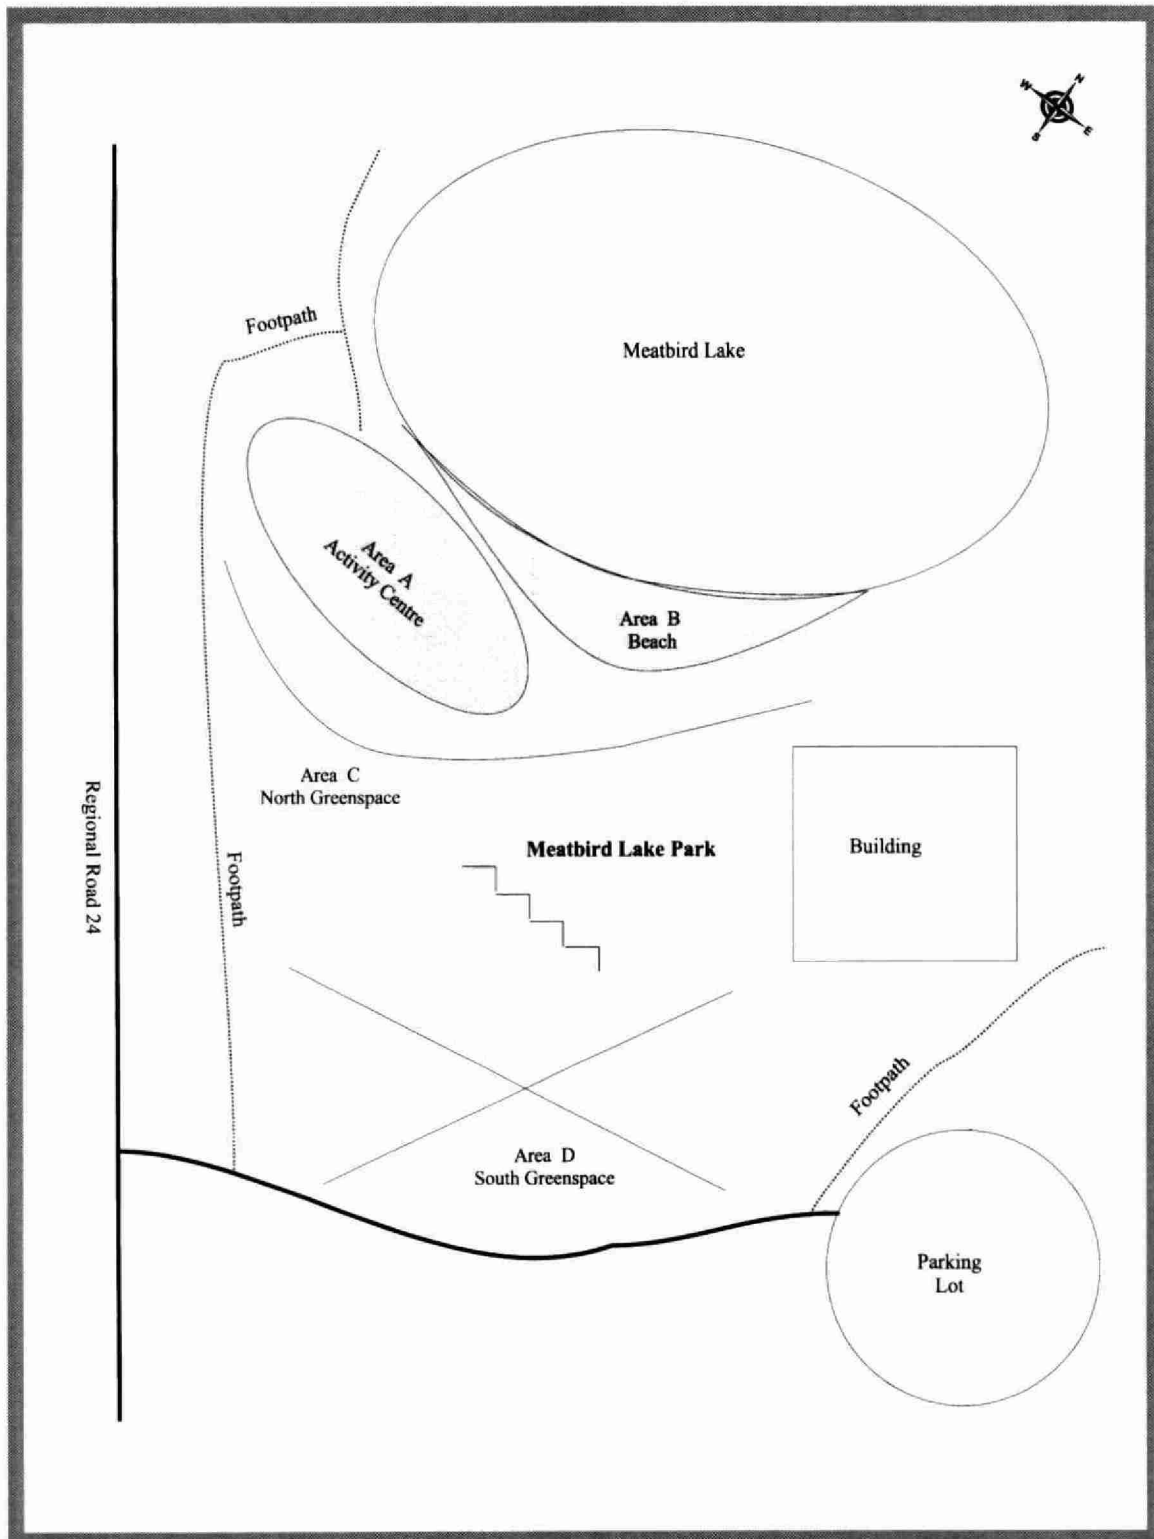 N
W
E
S
Footpath
Meatbird Lake
Area A
Activity Centre
Area B
Beach
Area C
North Greenspace
Regional Road 24
Footpath
Meatbird Lake Park
Building
Footpath
Area D
South Greenspace
Parking
Lot